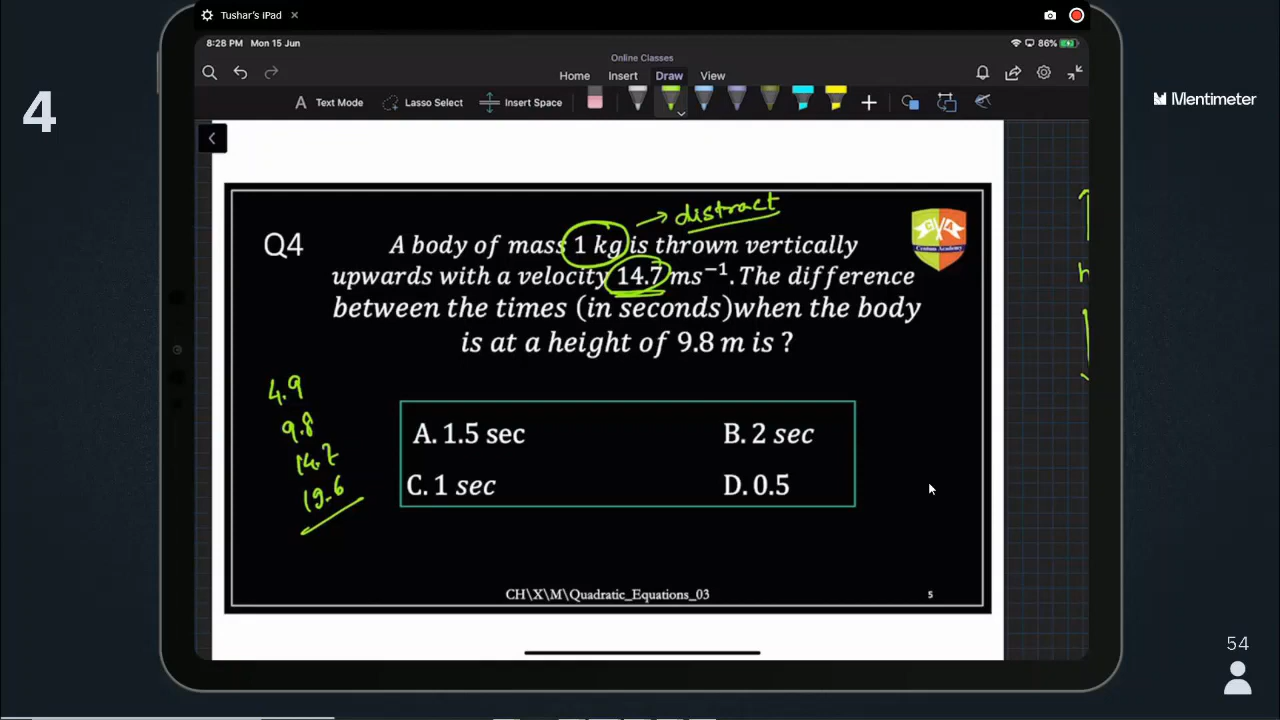 Tushar's iPad ×
8:28 PM Mon 15 Jun
86%
Online Classes
Home Insert Draw View
A Text Mode Lasso Select Insert Space
4
Mentimeter
→ distract
Q4
A body of mass 1 kg is thrown vertically
upwards with a velocity 14.7 ms⁻¹. The difference
between the times (in seconds)when the body
is at a height of 9.8 m is ?
4.9
9.8
14.7
19.6
A. 1.5 sec B. 2 sec
C. 1 sec D. 0.5
Centum Academy
CH\X\M\Quadratic_Equations_03
5
54